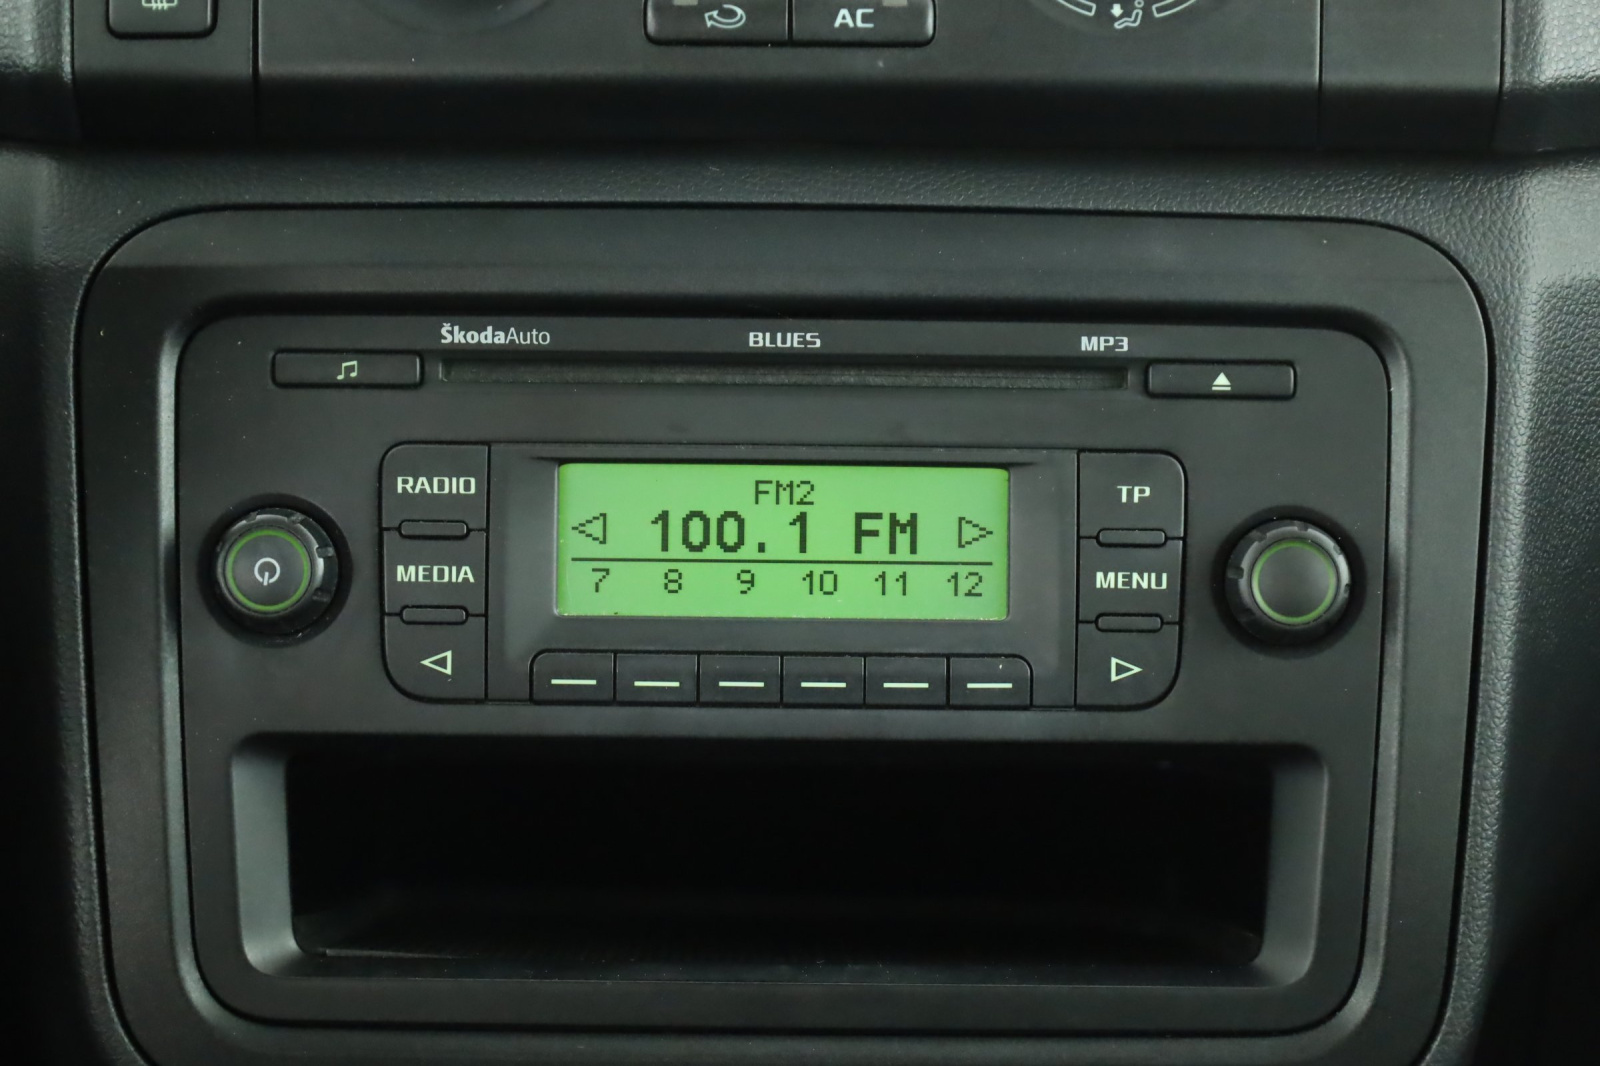 AC
ŠkodaAuto BLUES MP3
RADIO
MEDIA
FM2
100.1 FM
7 8 9 10 11 12
TP
MENU